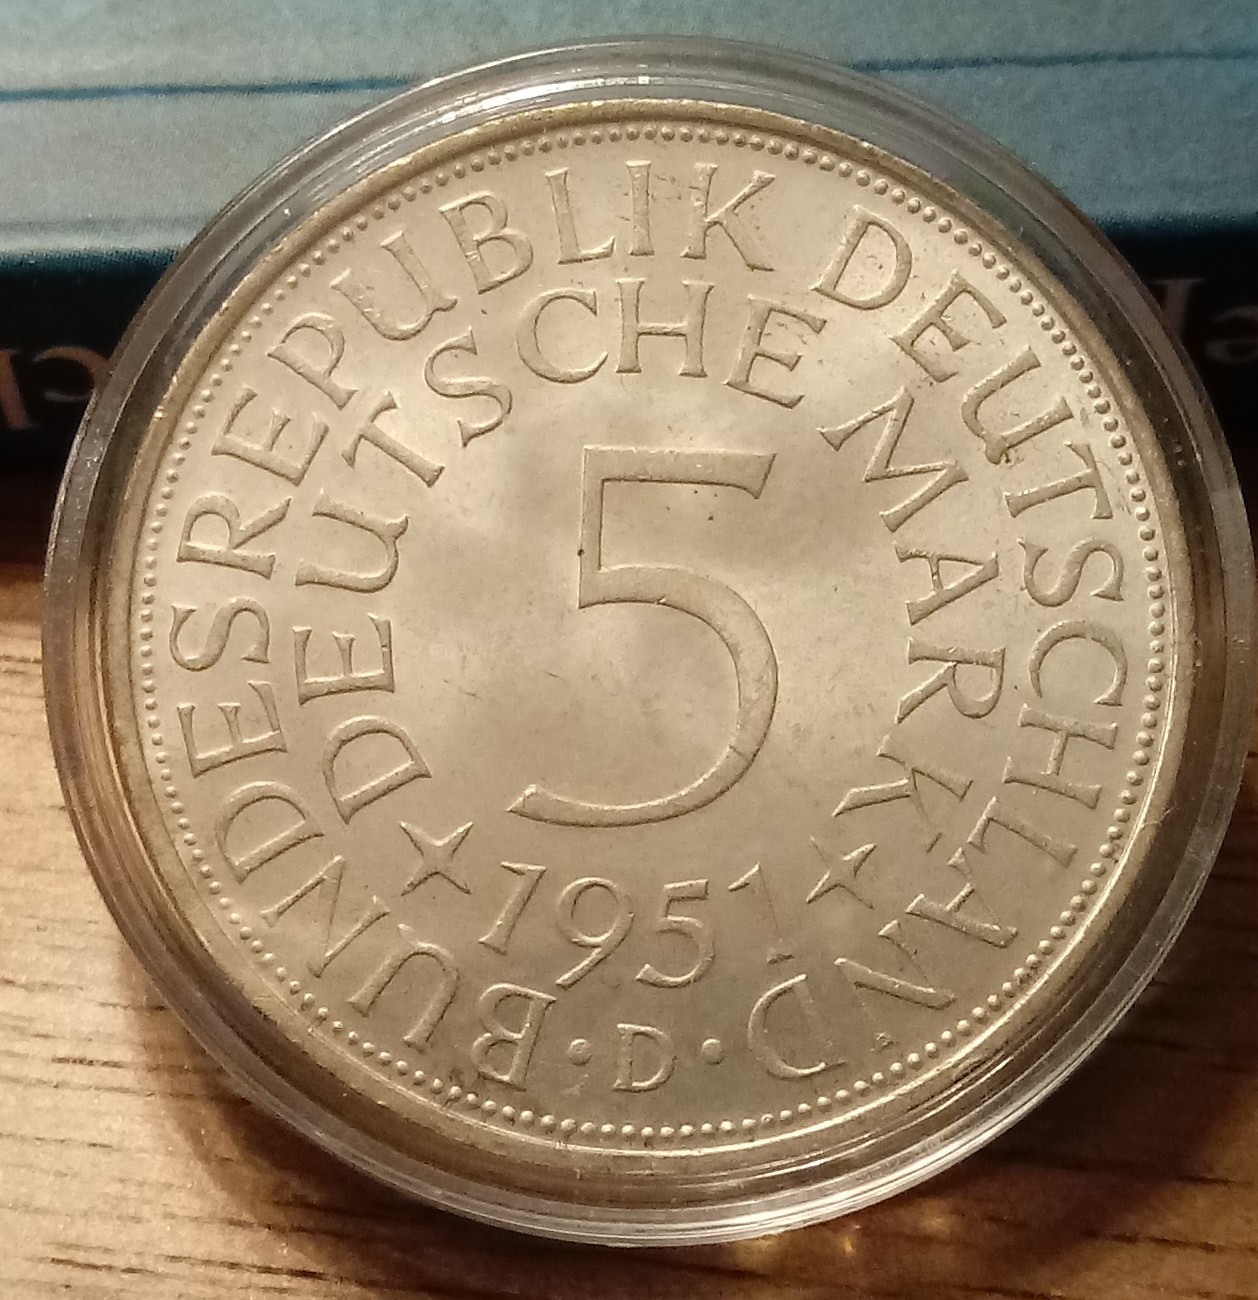 BUNDESREPUBLIK DEUTSCHLAND
DEUTSCHE MARK
5
1951
D